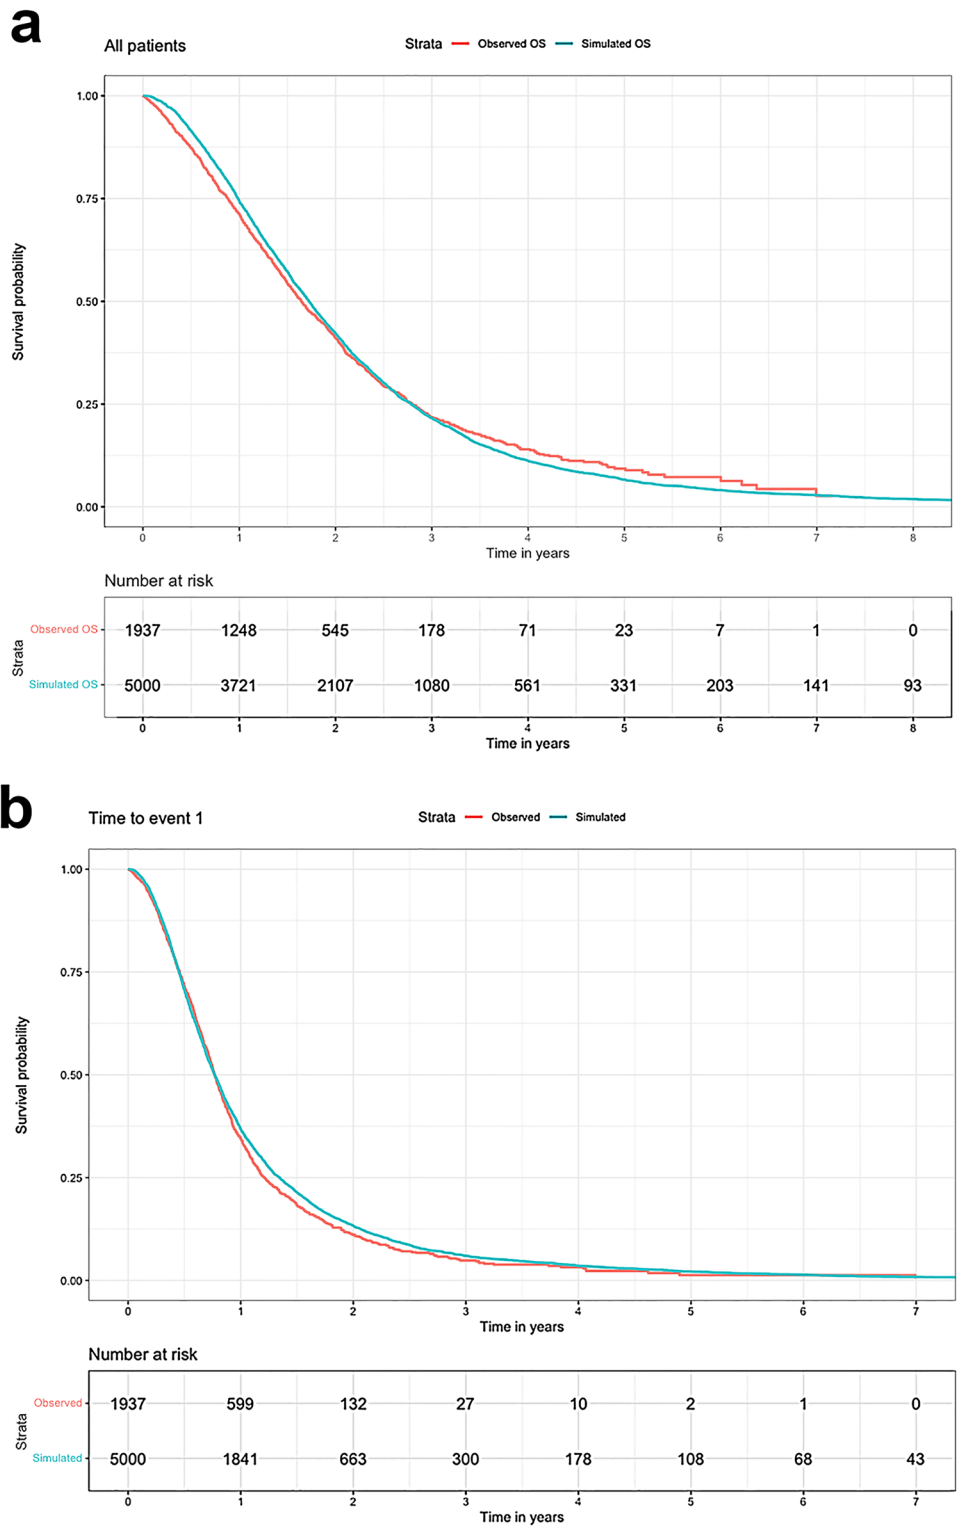 a
All patients
Strata Observed OS Simulated OS
Survival probability
1.00
0.75
0.50
0.25
0.00
0 1 2 3 4 5 6 7 8
Time in years
Number at risk
Strata
Observed OS 1937 1248 545 178 71 23 7 1 0
Simulated OS 5000 3721 2107 1080 561 331 203 141 93
0 1 2 3 4 5 6 7 8
Time in years
b
Time to event 1
Strata Observed Simulated
Survival probability
1.00
0.75
0.50
0.25
0.00
0 1 2 3 4 5 6 7
Time in years
Number at risk
Strata
Observed 1937 599 132 27 10 2 1 0
Simulated 5000 1841 663 300 178 108 68 43
0 1 2 3 4 5 6 7
Time in years